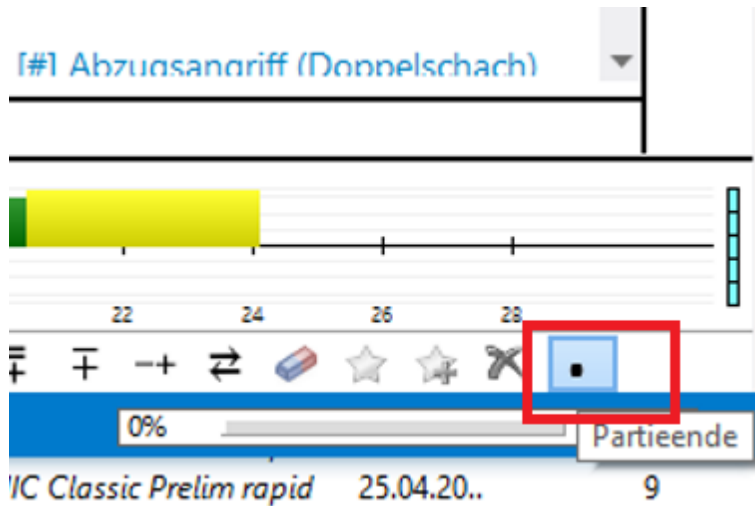 [#] Abzugsangriff (Doppelschach)
22 24 26 28
∓ −+ ⇄
0%
Partieende
IC Classic Prelim rapid 25.04.20.. 9